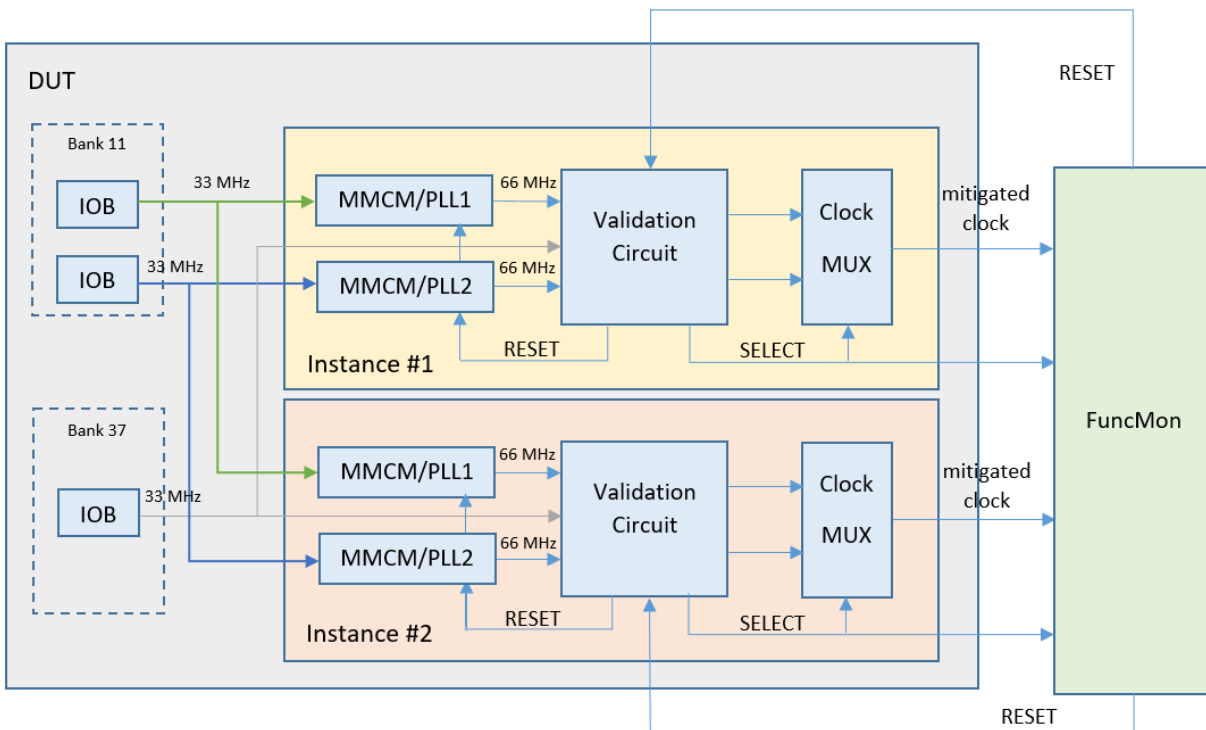 RESET
DUT
Bank 11
IOB
33 MHz
IOB
33 MHz
MMCM/PLL1
66 MHz
MMCM/PLL2
66 MHz
Validation
Circuit
Clock
MUX
mitigated
clock
RESET
SELECT
Instance #1
FuncMon
Bank 37
IOB
33 MHz
MMCM/PLL1
66 MHz
MMCM/PLL2
66 MHz
Validation
Circuit
Clock
MUX
mitigated
clock
RESET
SELECT
Instance #2
RESET